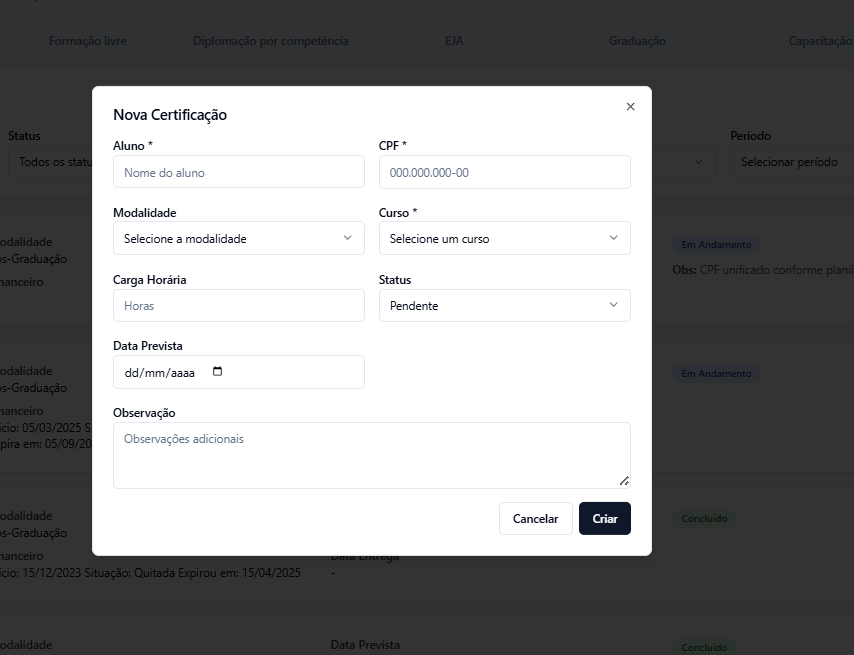 Formação livre Diplomação por competência EJA Graduação Capacitação
Nova Certificação
Status
Todos os statu
Período
Selecionar período
Aluno *
CPF *
Nome do aluno
000.000.000-00
Modalidade
Curso *
Selecione a modalidade
Selecione um curso
Carga Horária
Status
Horas
Pendente
Data Prevista
dd/mm/aaaa
Observação
Observações adicionais
Cancelar
Criar
odalidade
os-Graduação
nanceiro
Em Andamento
Obs: CPF unificado conforme planil
odalidade
os-Graduação
nanceiro
icio: 05/03/2025 S
pira em: 05/09/20
Em Andamento
odalidade
os-Graduação
nanceiro
icio: 15/12/2023 Situação: Quitada Expirou em: 15/04/2025
Data Entrega
-
Concluído
odalidade
Data Prevista
Concluído